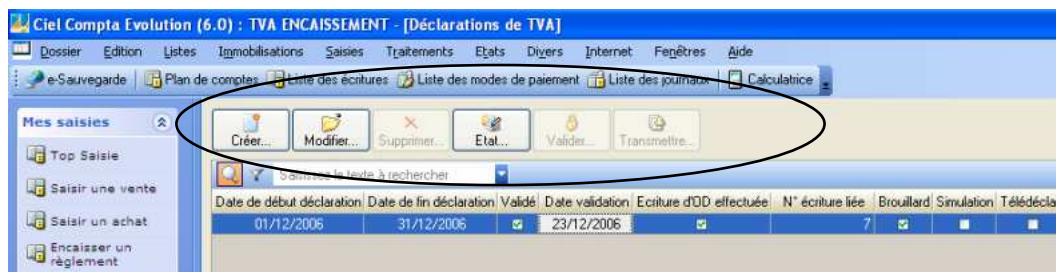 Ciel Compta Evolution (6.0) : TVA ENCAISSEMENT - [Déclarations de TVA]
Dossier Edition Listes Immobilisations Saisies Traitements Etats Divers Internet Fenêtres Aide
e-Sauvegarde Plan de comptes Liste des écritures Liste des modes de paiement Liste des journaux Calculatrice
Mes saisies
Créer... Modifier... Supprimer... Etat... Valider... Transmettre...
Top Saisie
Saisissez le texte à rechercher
Saisir une vente
Date de début déclaration Date de fin déclaration Validé Date validation Ecriture d'OD effectuée N° écriture liée Brouillard Simulation Télédécla
Saisir un achat
01/12/2006 31/12/2006 23/12/2006 7
Encaisser un
règlement